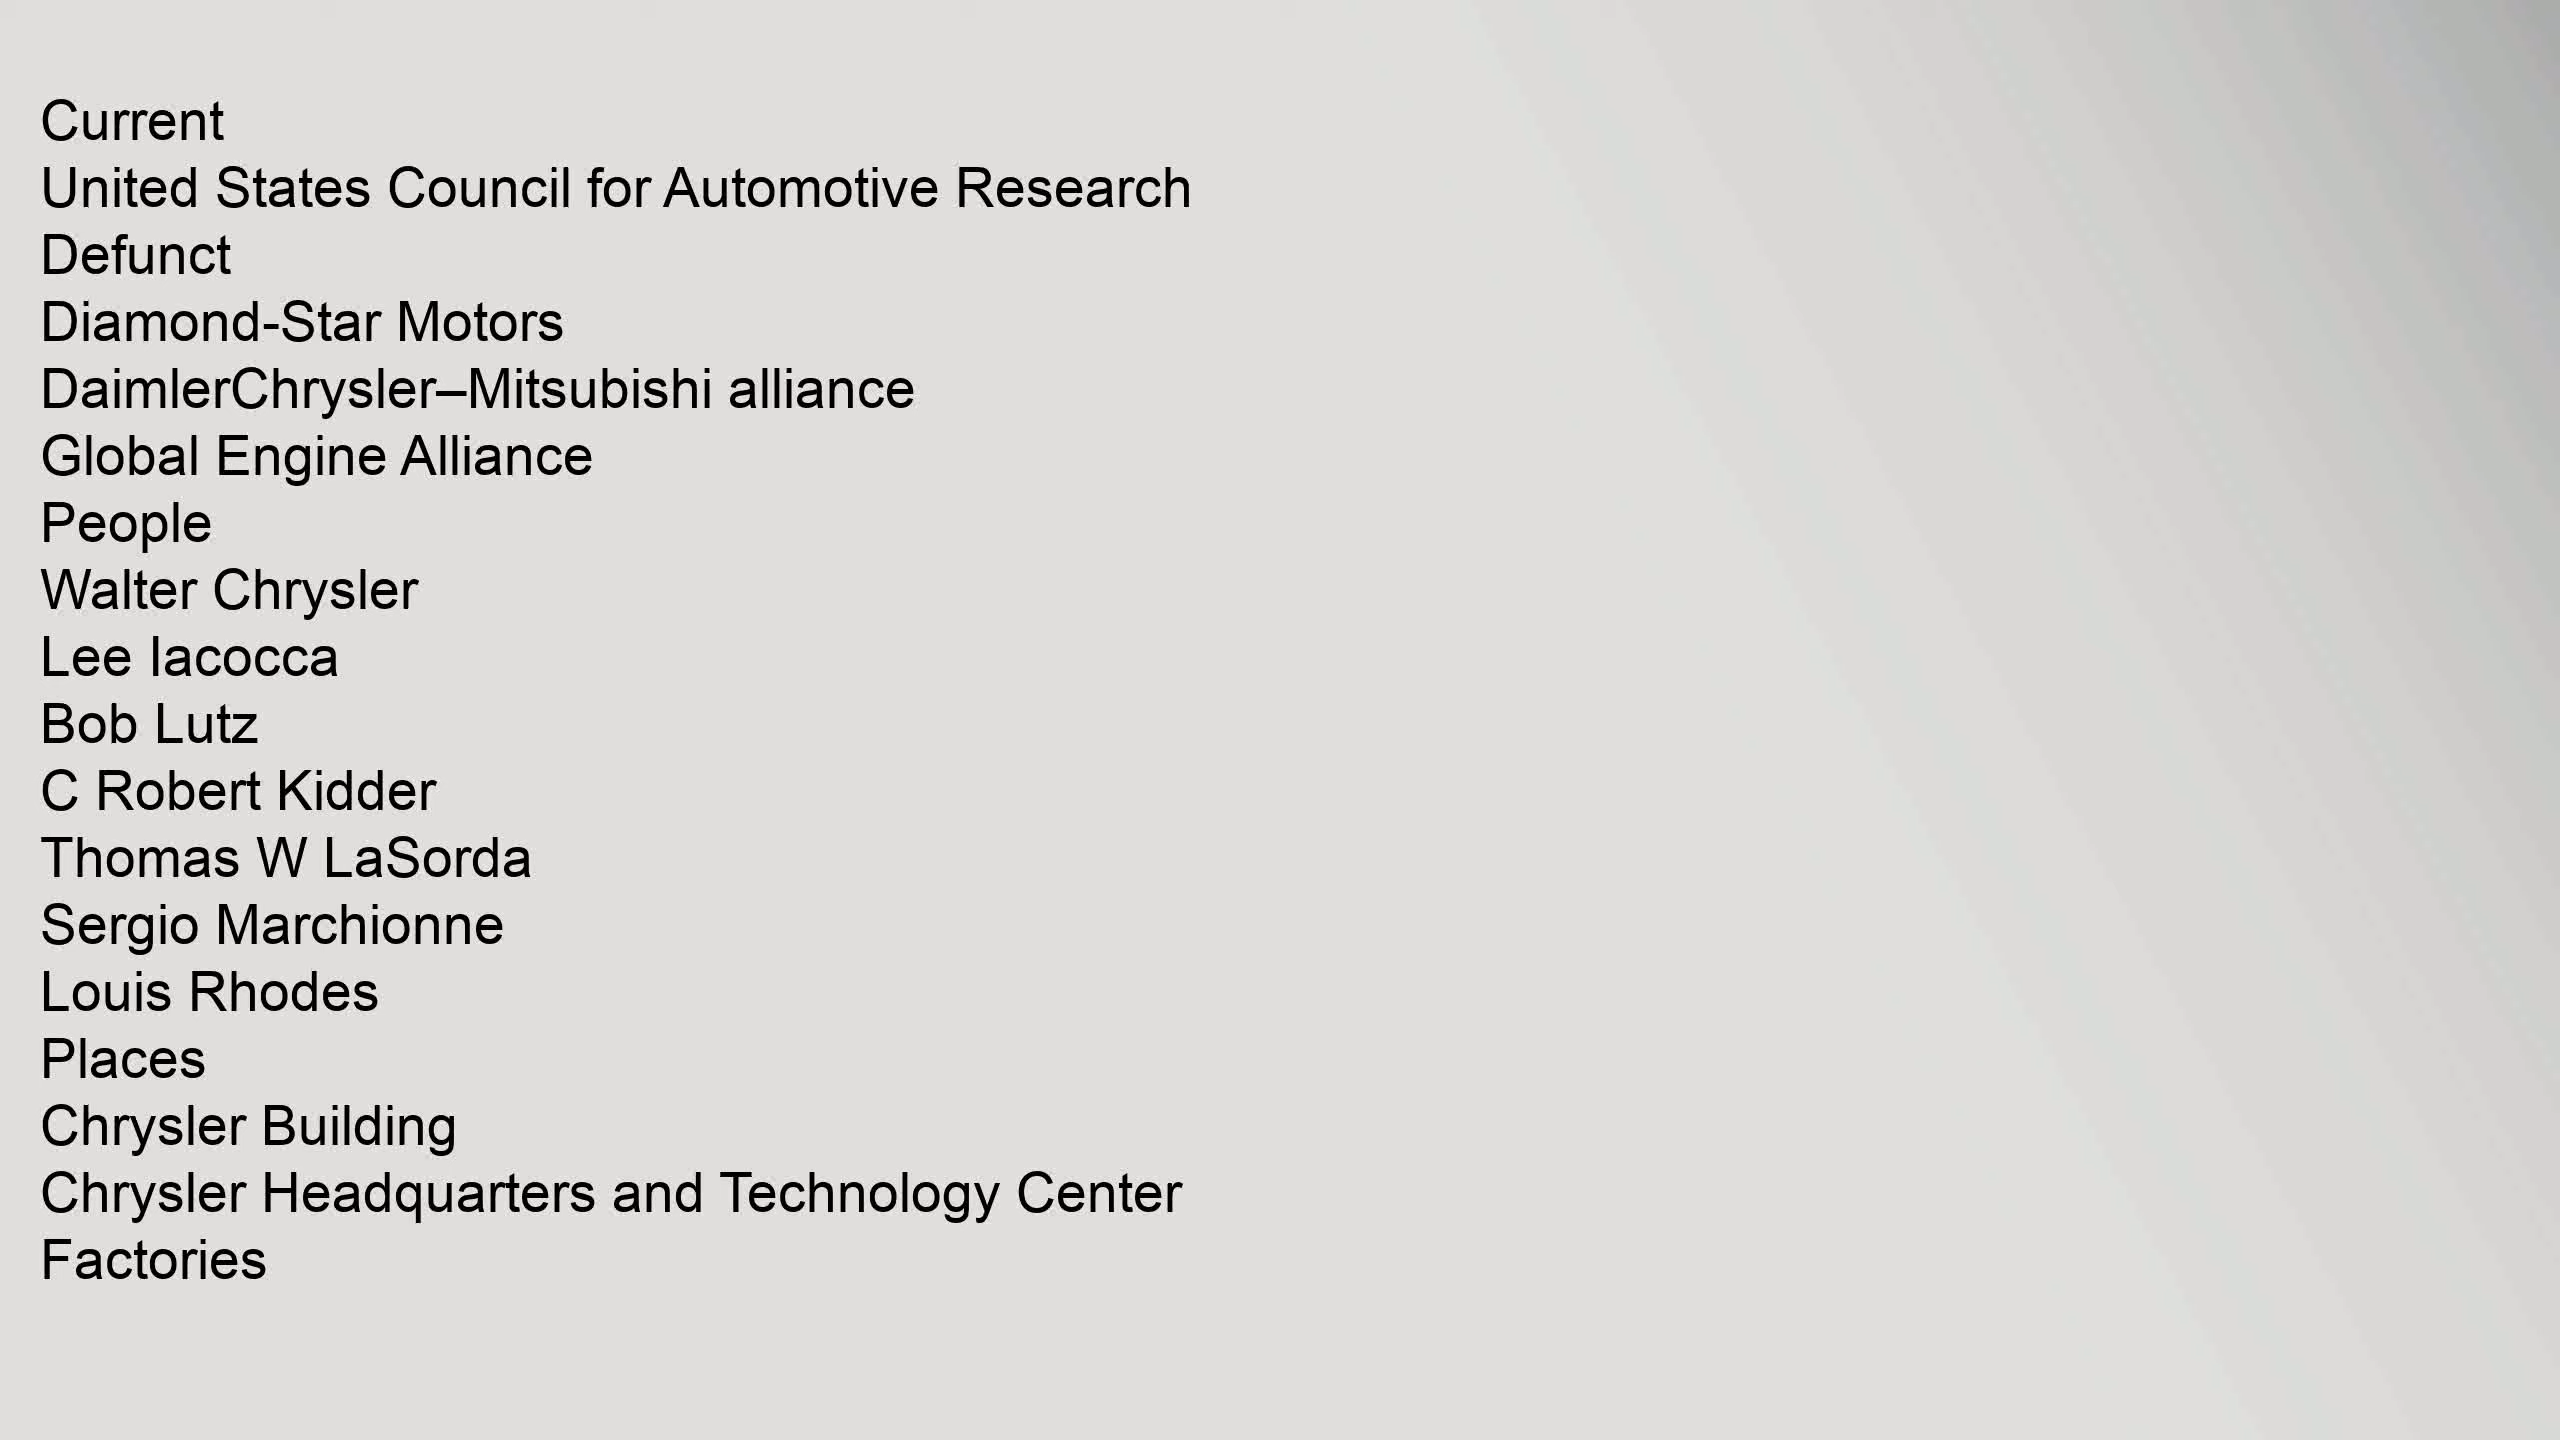 Current
United States Council for Automotive Research
Defunct
Diamond-Star Motors
DaimlerChrysler–Mitsubishi alliance
Global Engine Alliance
People
Walter Chrysler
Lee Iacocca
Bob Lutz
C Robert Kidder
Thomas W LaSorda
Sergio Marchionne
Louis Rhodes
Places
Chrysler Building
Chrysler Headquarters and Technology Center
Factories